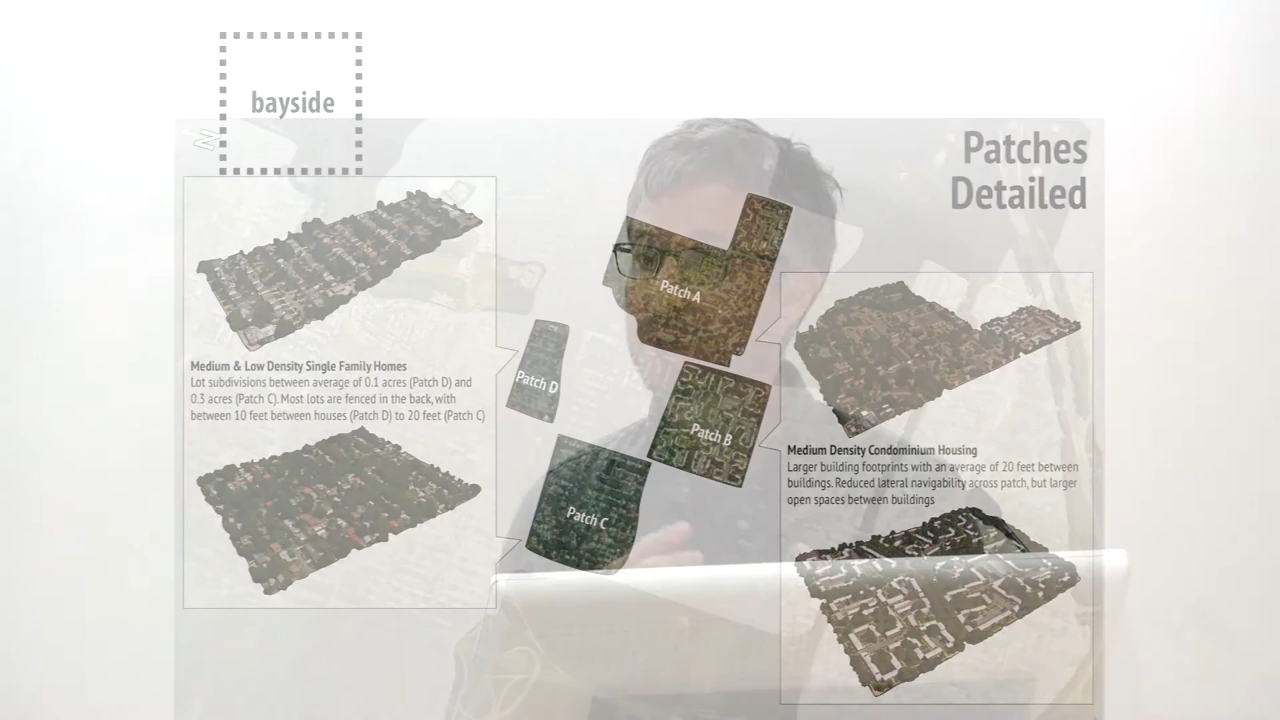 bayside
Patches
Detailed
Medium & Low Density Single Family Homes
Lot subdivisions between average of 0.1 acres (Patch D) and
0.3 acres (Patch C). Most lots are fenced in the back, with
between 10 feet between houses (Patch D) to 20 feet (Patch C)
Patch A
Patch D
Patch B
Patch C
Medium Density Condominium Housing
Larger building footprints with an average of 20 feet between
buildings. Reduced lateral navigability across patch, but larger
open spaces between buildings